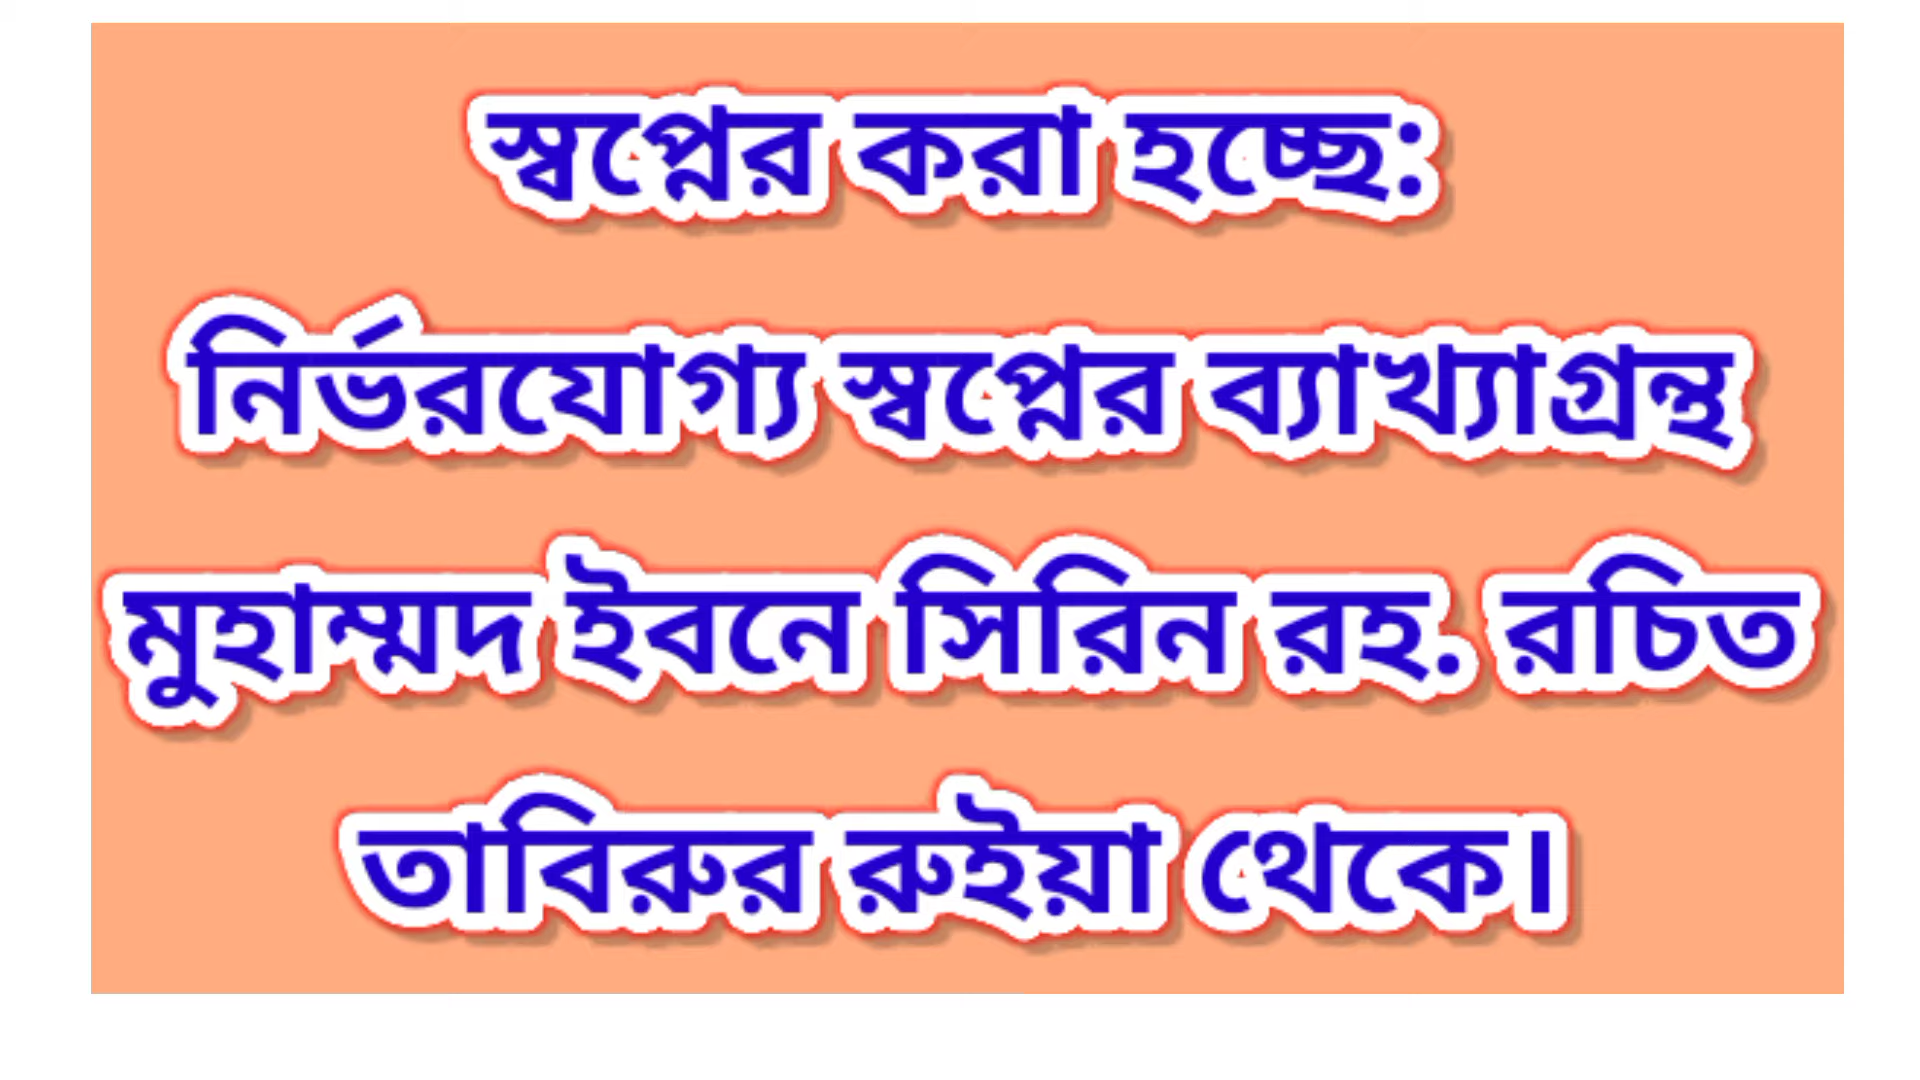 স্বপ্নের করা হচ্ছে:
নির্ভরযোগ্য স্বপ্নের ব্যাখ্যাগ্রন্থ
মুহাম্মদ ইবনে সিরিন রহ. রচিত
তাবিরুর রুইয়া থেকে।